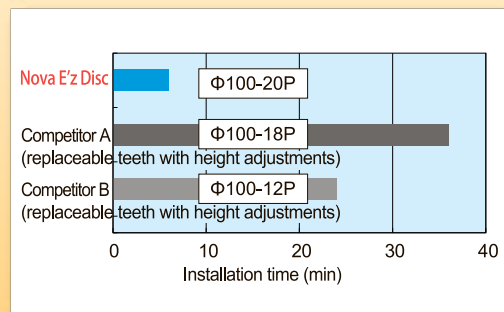 Nova E'z Disc
Φ100-20P
Competitor A
Φ100-18P
(replaceable teeth with height adjustments)
Competitor B
Φ100-12P
(replaceable teeth with height adjustments)
0 10 20 30 40
Installation time (min)